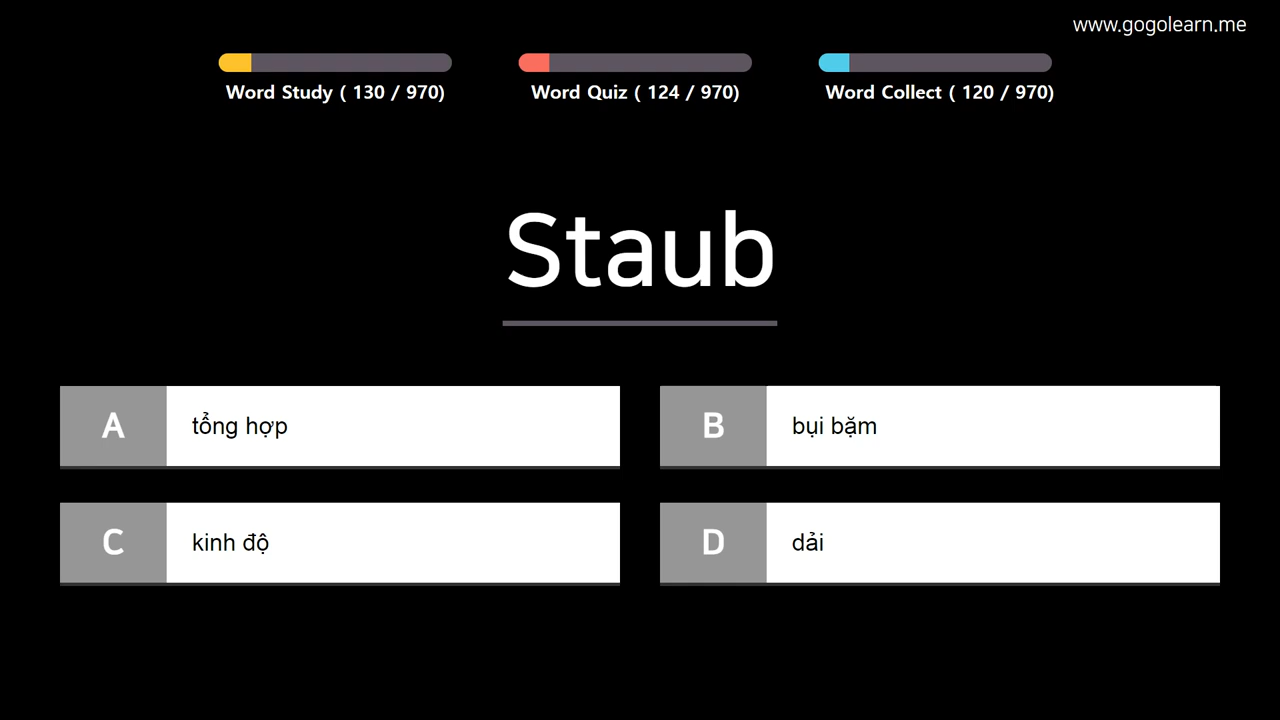 www.gogolearn.me
Word Study ( 130 / 970)
Word Quiz ( 124 / 970)
Word Collect ( 120 / 970)
Staub
A tổng hợp
B bụi bặm
C kinh độ
D dải